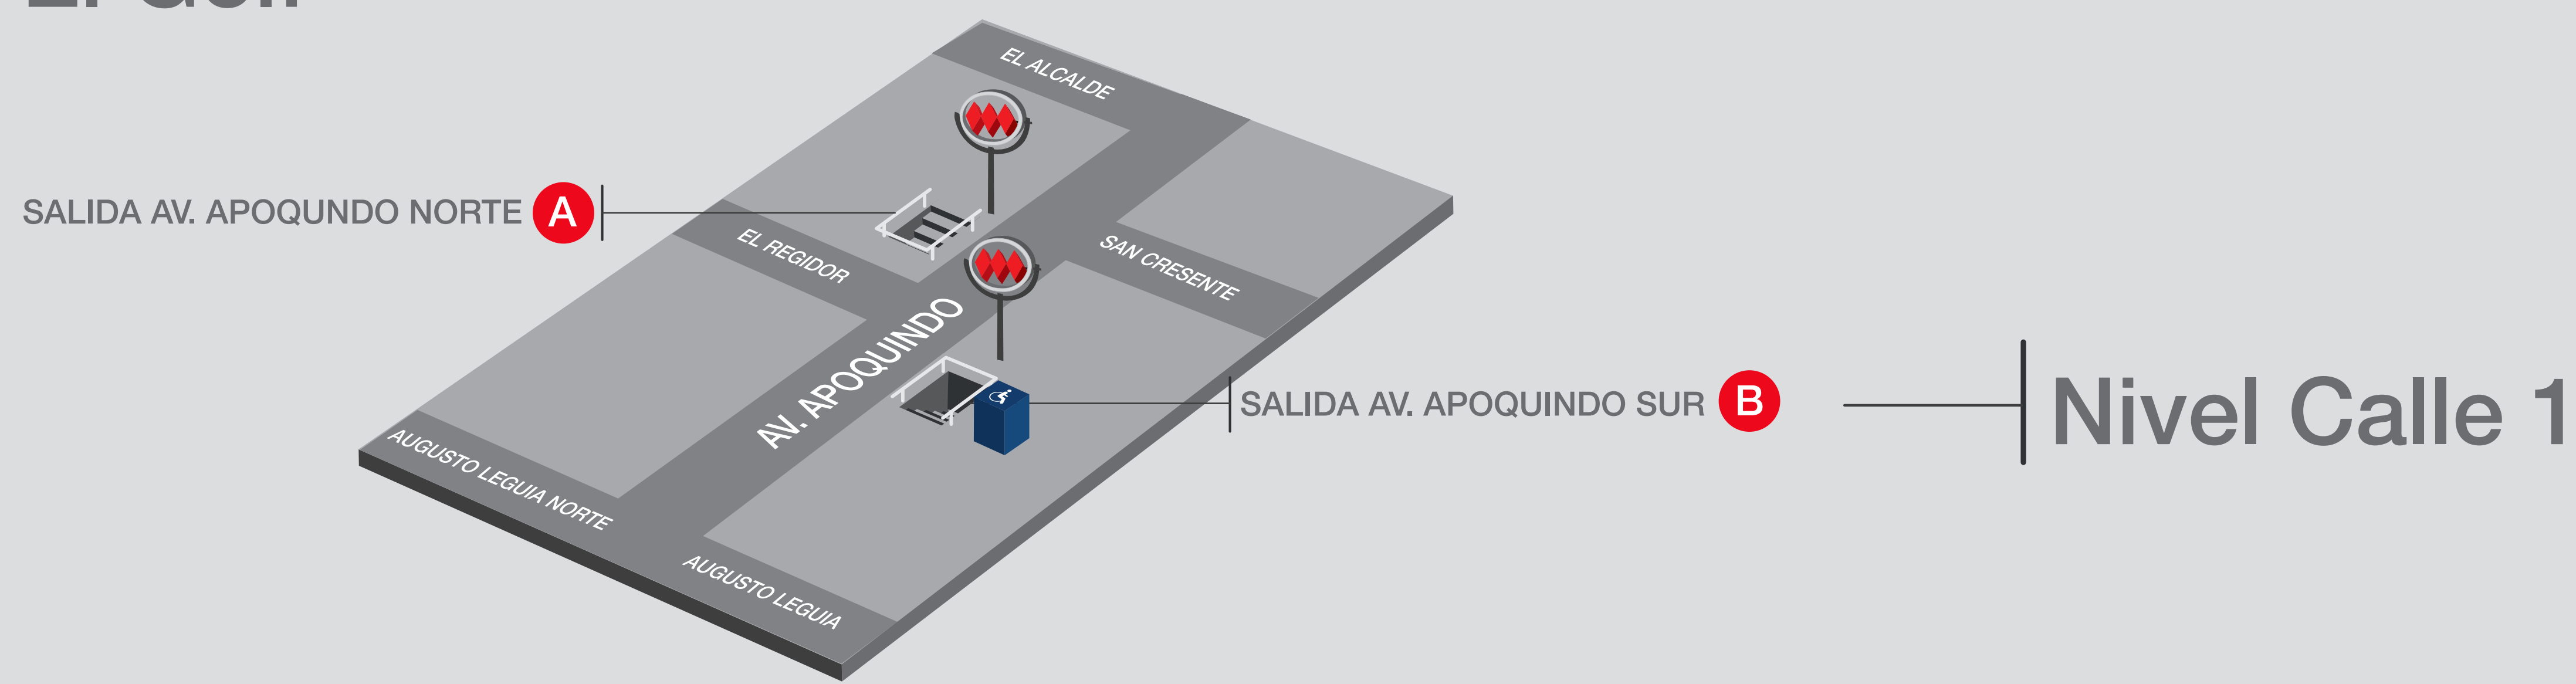 EL ALCALDE
SALIDA AV. APOQUNDO NORTE A
EL REGIDOR
SAN CRESENTE
AV. APOQUINDO
SALIDA AV. APOQUINDO SUR B
Nivel Calle 1
AUGUSTO LEGUIA NORTE
AUGUSTO LEGUIA